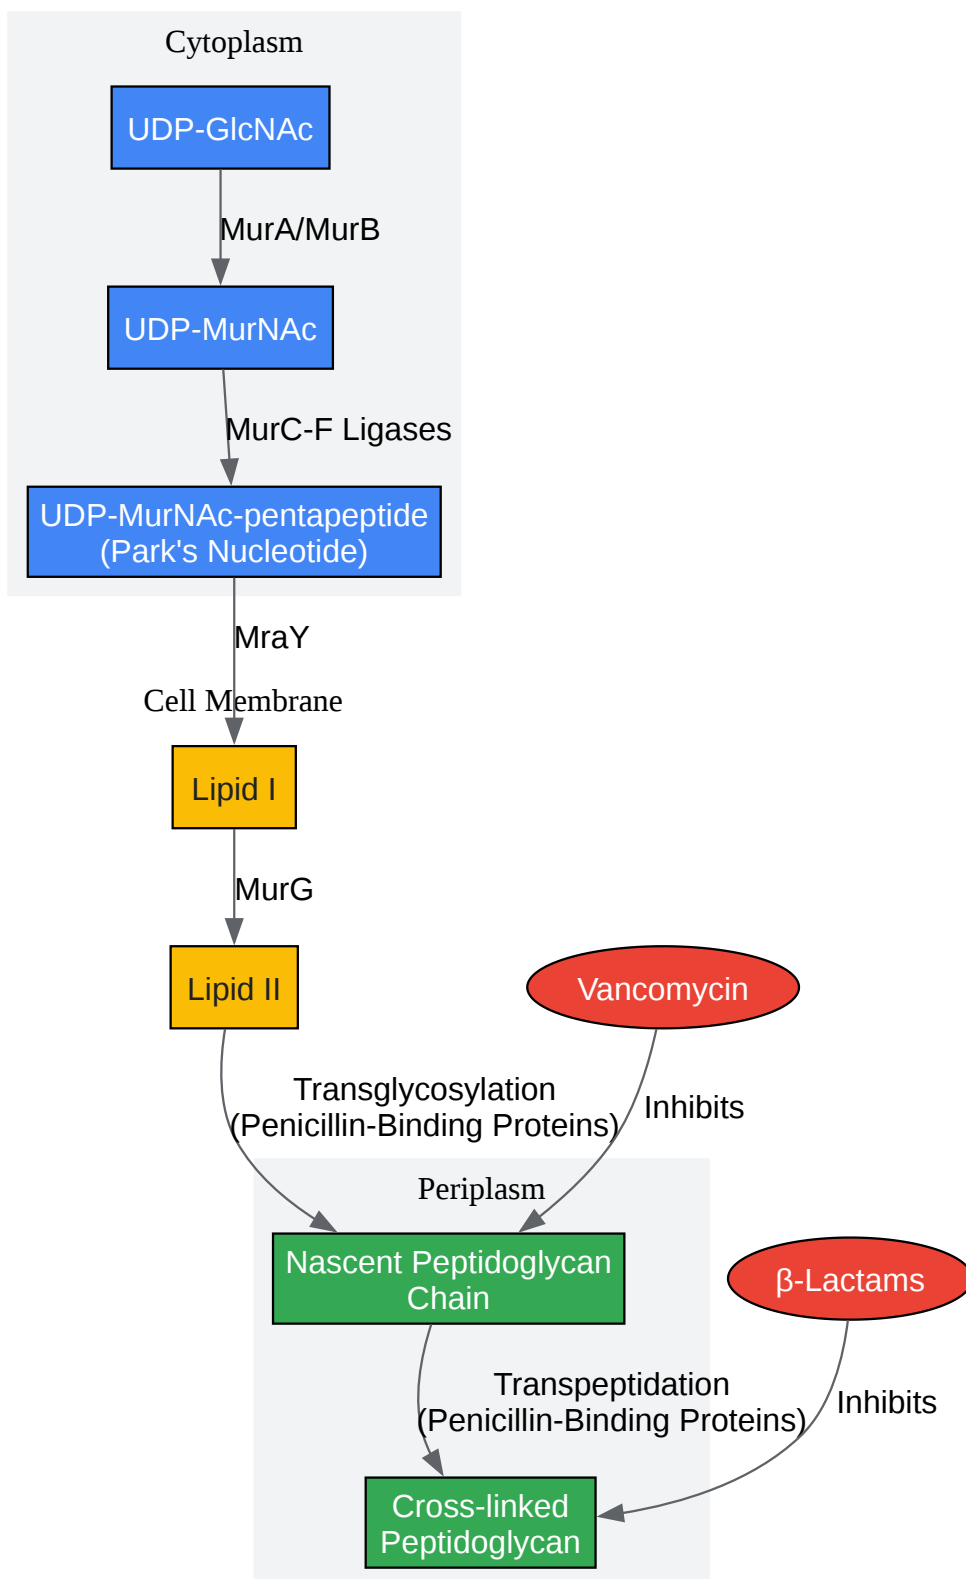 Cytoplasm
UDP-GlcNAc
MurA/MurB
UDP-MurNAc
MurC-F Ligases
UDP-MurNAc-pentapeptide
(Park's Nucleotide)
MraY
Cell Membrane
Lipid I
MurG
Lipid II
Vancomycin
Transglycosylation
(Penicillin-Binding Proteins)
Inhibits
Periplasm
Nascent Peptidoglycan
Chain
β-Lactams
Transpeptidation
(Penicillin-Binding Proteins)
Inhibits
Cross-linked
Peptidoglycan